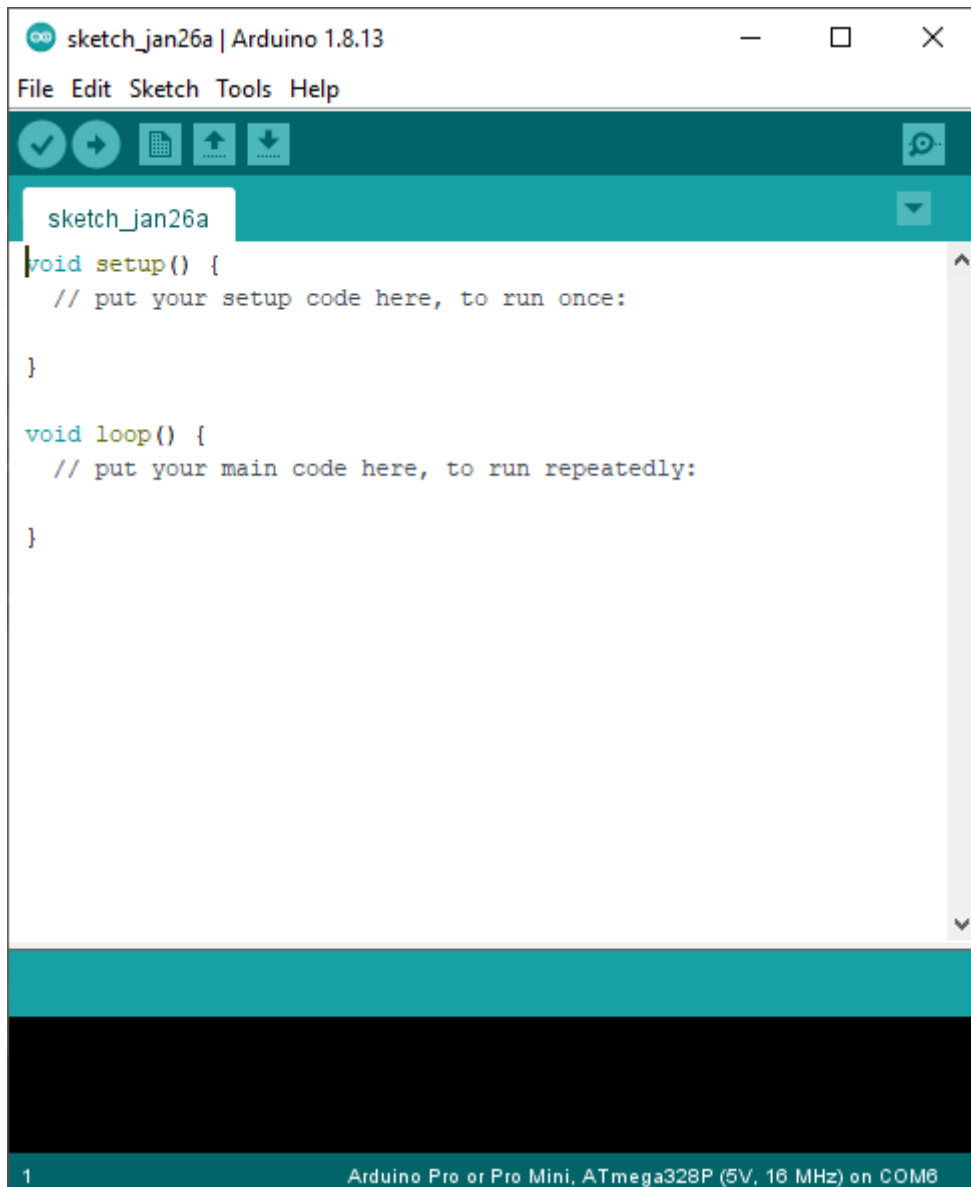 sketch_jan26a | Arduino 1.8.13
File Edit Sketch Tools Help
sketch_jan26a
void setup() {
  // put your setup code here, to run once:
}
void loop() {
  // put your main code here, to run repeatedly:
}
1 Arduino Pro or Pro Mini, ATmega328P (5V, 16 MHz) on COM6